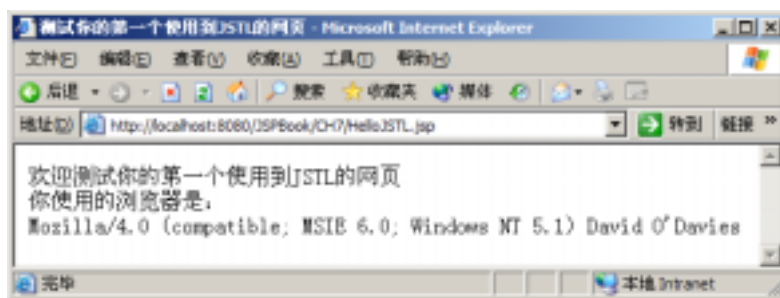 测试你的第一个使用到JSTL的网页 - Microsoft Internet Explorer
文件(F) 编辑(E) 查看(V) 收藏(A) 工具(T) 帮助(H)
后退 搜索 收藏夹 媒体
地址(D) http://localhost:8080/JSPBook/CH7/HelloJSTL.jsp 转到 链接 »
欢迎测试你的第一个使用到JSTL的网页
你使用的浏览器是:
Mozilla/4.0 (compatible; MSIE 6.0; Windows NT 5.1) David O'Davies
完毕 本地 Intranet